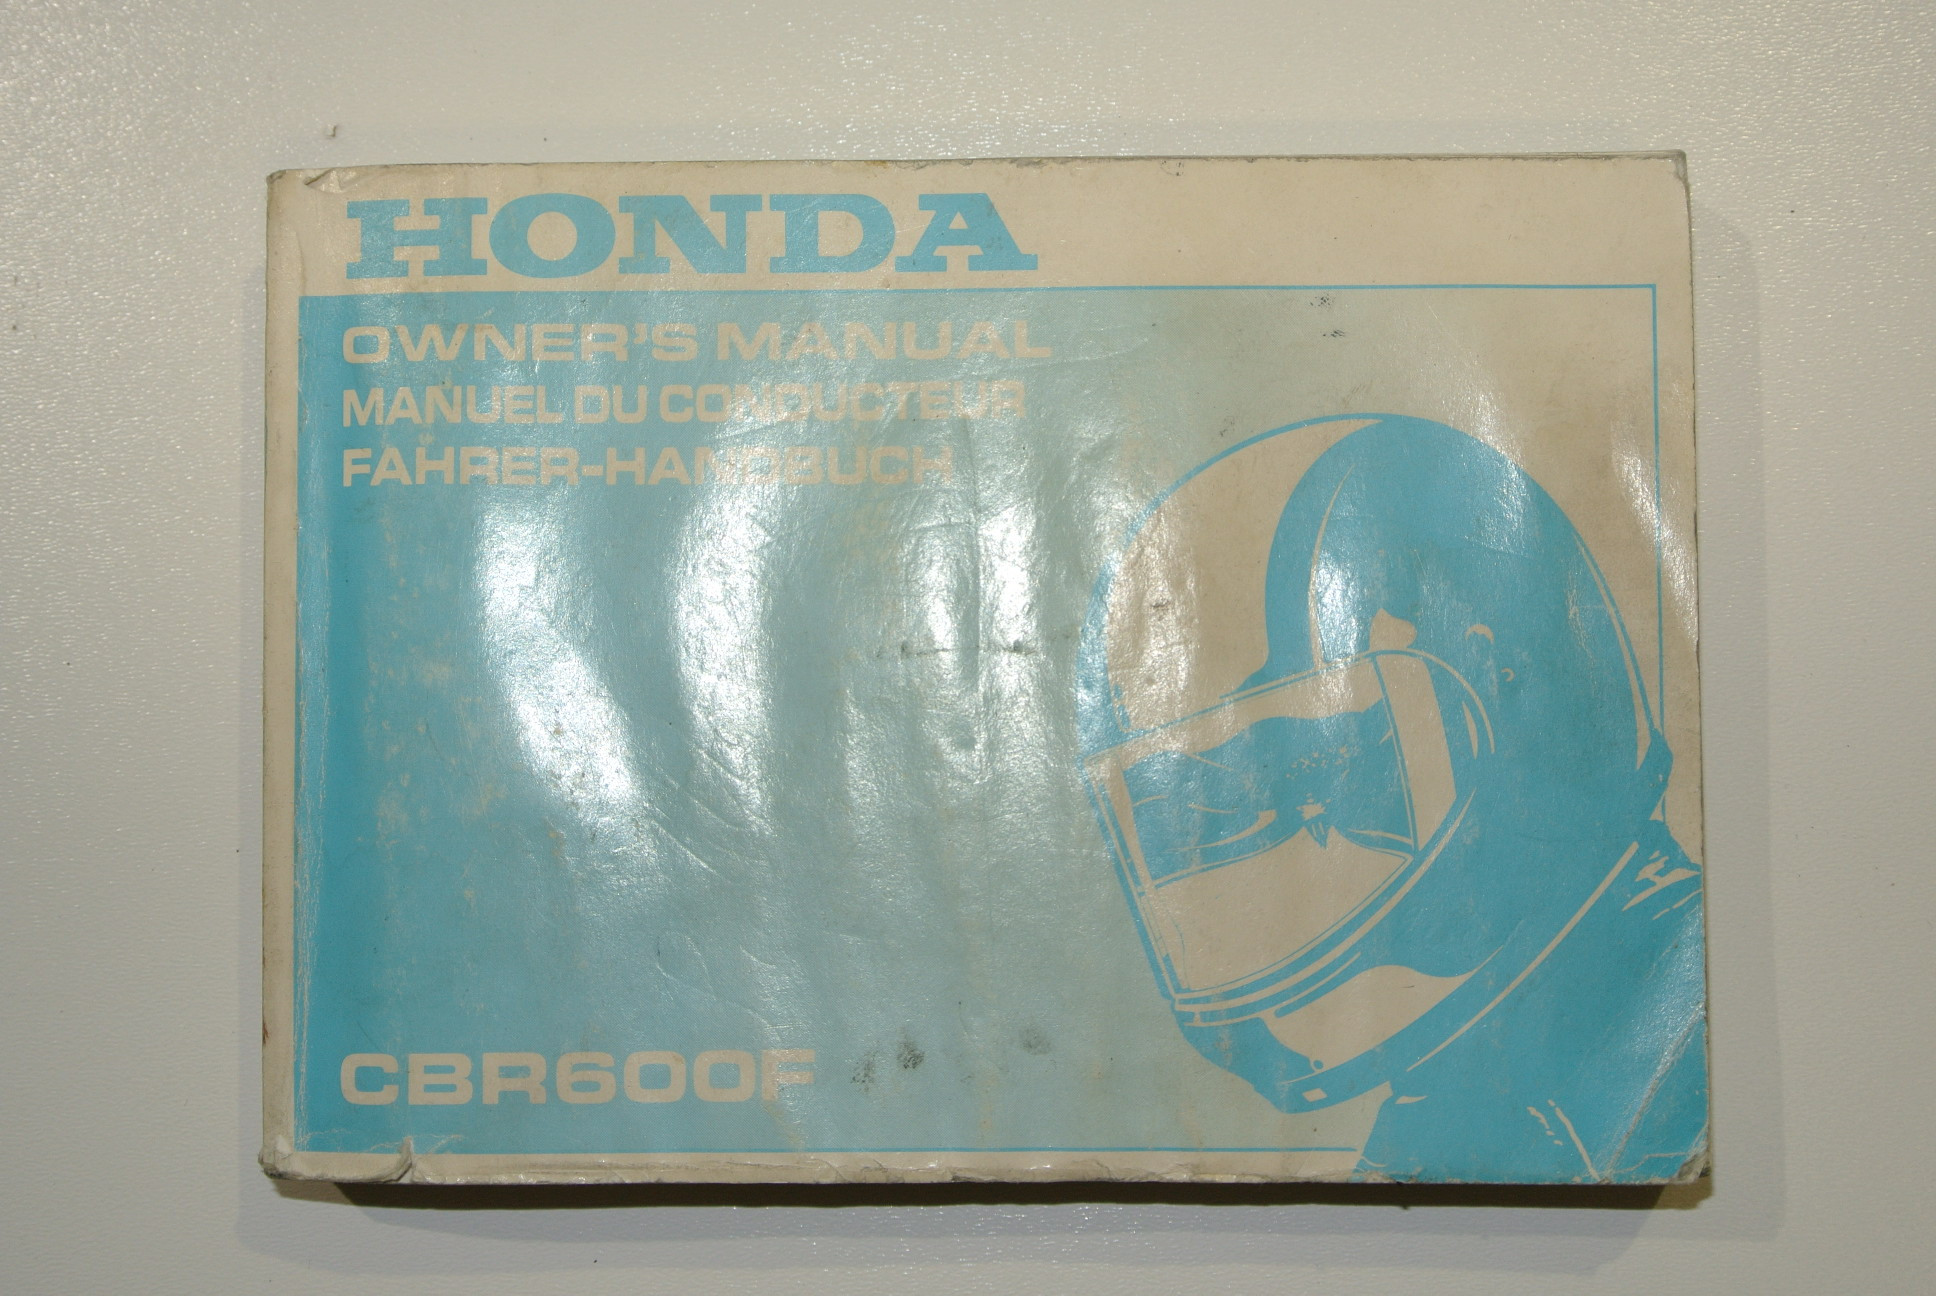 HONDA
OWNER'S MANUAL
MANUEL DU CONDUCTEUR
FAHRER-HANDBUCH
CBR600F